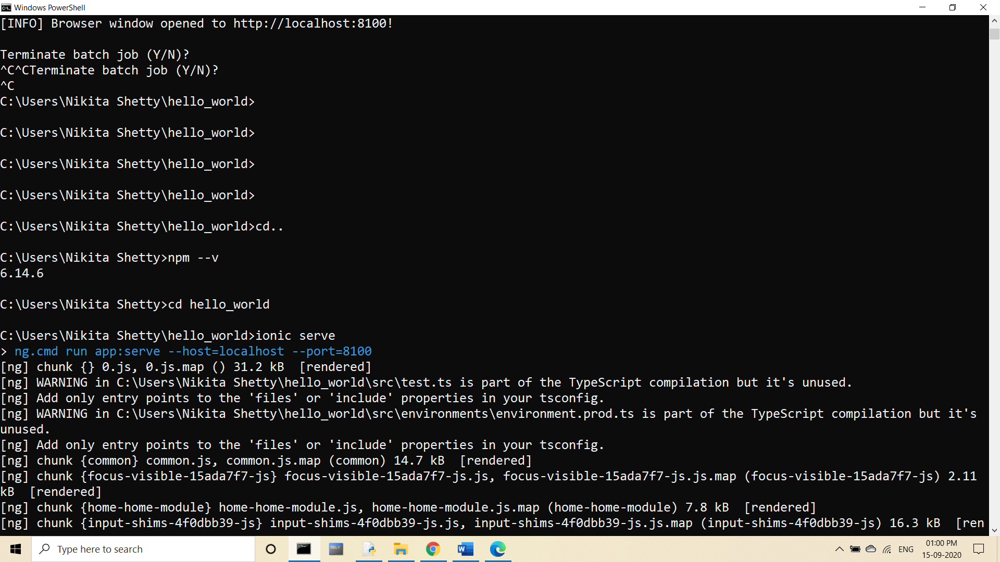 Windows PowerShell
[INFO] Browser window opened to http://localhost:8100!
Terminate batch job (Y/N)?
^C^CTerminate batch job (Y/N)?
^C
C:\Users\Nikita Shetty\hello_world>
C:\Users\Nikita Shetty\hello_world>
C:\Users\Nikita Shetty\hello_world>
C:\Users\Nikita Shetty\hello_world>
C:\Users\Nikita Shetty\hello_world>cd..
C:\Users\Nikita Shetty>npm --v
6.14.6
C:\Users\Nikita Shetty>cd hello_world
C:\Users\Nikita Shetty\hello_world>ionic serve
> ng.cmd run app:serve --host=localhost --port=8100
[ng] chunk {} 0.js, 0.js.map () 31.2 kB  [rendered]
[ng] WARNING in C:\Users\Nikita Shetty\hello_world\src\test.ts is part of the TypeScript compilation but it's unused.
[ng] Add only entry points to the 'files' or 'include' properties in your tsconfig.
[ng] WARNING in C:\Users\Nikita Shetty\hello_world\src\environments\environment.prod.ts is part of the TypeScript compilation but it's
unused.
[ng] Add only entry points to the 'files' or 'include' properties in your tsconfig.
[ng] chunk {common} common.js, common.js.map (common) 14.7 kB  [rendered]
[ng] chunk {focus-visible-15ada7f7-js} focus-visible-15ada7f7-js.js, focus-visible-15ada7f7-js.js.map (focus-visible-15ada7f7-js) 2.11
kB  [rendered]
[ng] chunk {home-home-module} home-home-module.js, home-home-module.js.map (home-home-module) 7.8 kB  [rendered]
[ng] chunk {input-shims-4f0dbb39-js} input-shims-4f0dbb39-js.js, input-shims-4f0dbb39-js.js.map (input-shims-4f0dbb39-js) 16.3 kB  [ren
Type here to search
SQL>
ENG
01:00 PM
15-09-2020